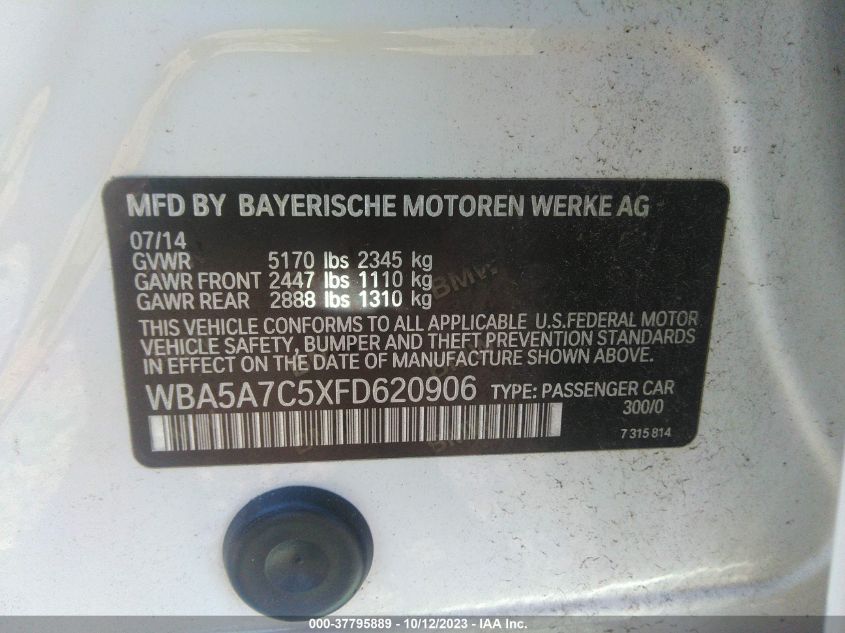 MFD BY BAYERISCHE MOTOREN WERKE AG
07/14
GVWR 5170 lbs 2345 kg
GAWR FRONT 2447 lbs 1110 kg
GAWR REAR 2888 lbs 1310 kg
THIS VEHICLE CONFORMS TO ALL APPLICABLE U.S.FEDERAL MOTOR
VEHICLE SAFETY, BUMPER AND THEFT PREVENTION STANDARDS
IN EFFECT ON THE DATE OF MANUFACTURE SHOWN ABOVE.
WBA5A7C5XFD620906 TYPE: PASSENGER CAR
300/0
7 315 814
BMW
BMW
000-37795889 - 10/12/2023 - IAA Inc.